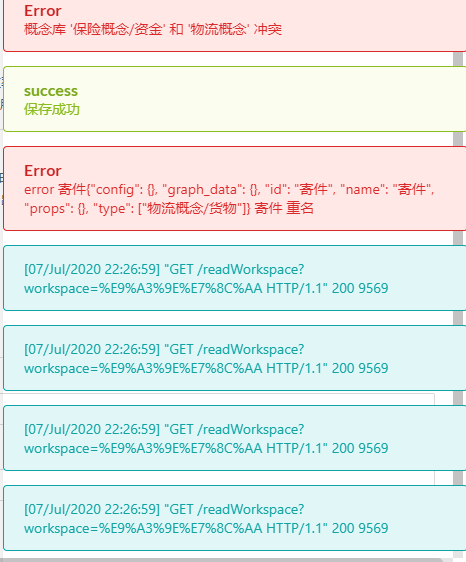 Error
概念库 '保险概念/资金' 和 '物流概念' 冲突
success
保存成功
Error
error 寄件{"config": {}, "graph_data": {}, "id": "寄件", "name": "寄件",
"props": {}, "type": ["物流概念/货物"]} 寄件 重名
[07/Jul/2020 22:26:59] "GET /readWorkspace?
workspace=%E9%A3%9E%E7%8C%AA HTTP/1.1" 200 9569
[07/Jul/2020 22:26:59] "GET /readWorkspace?
workspace=%E9%A3%9E%E7%8C%AA HTTP/1.1" 200 9569
[07/Jul/2020 22:26:59] "GET /readWorkspace?
workspace=%E9%A3%9E%E7%8C%AA HTTP/1.1" 200 9569
[07/Jul/2020 22:26:59] "GET /readWorkspace?
workspace=%E9%A3%9E%E7%8C%AA HTTP/1.1" 200 9569